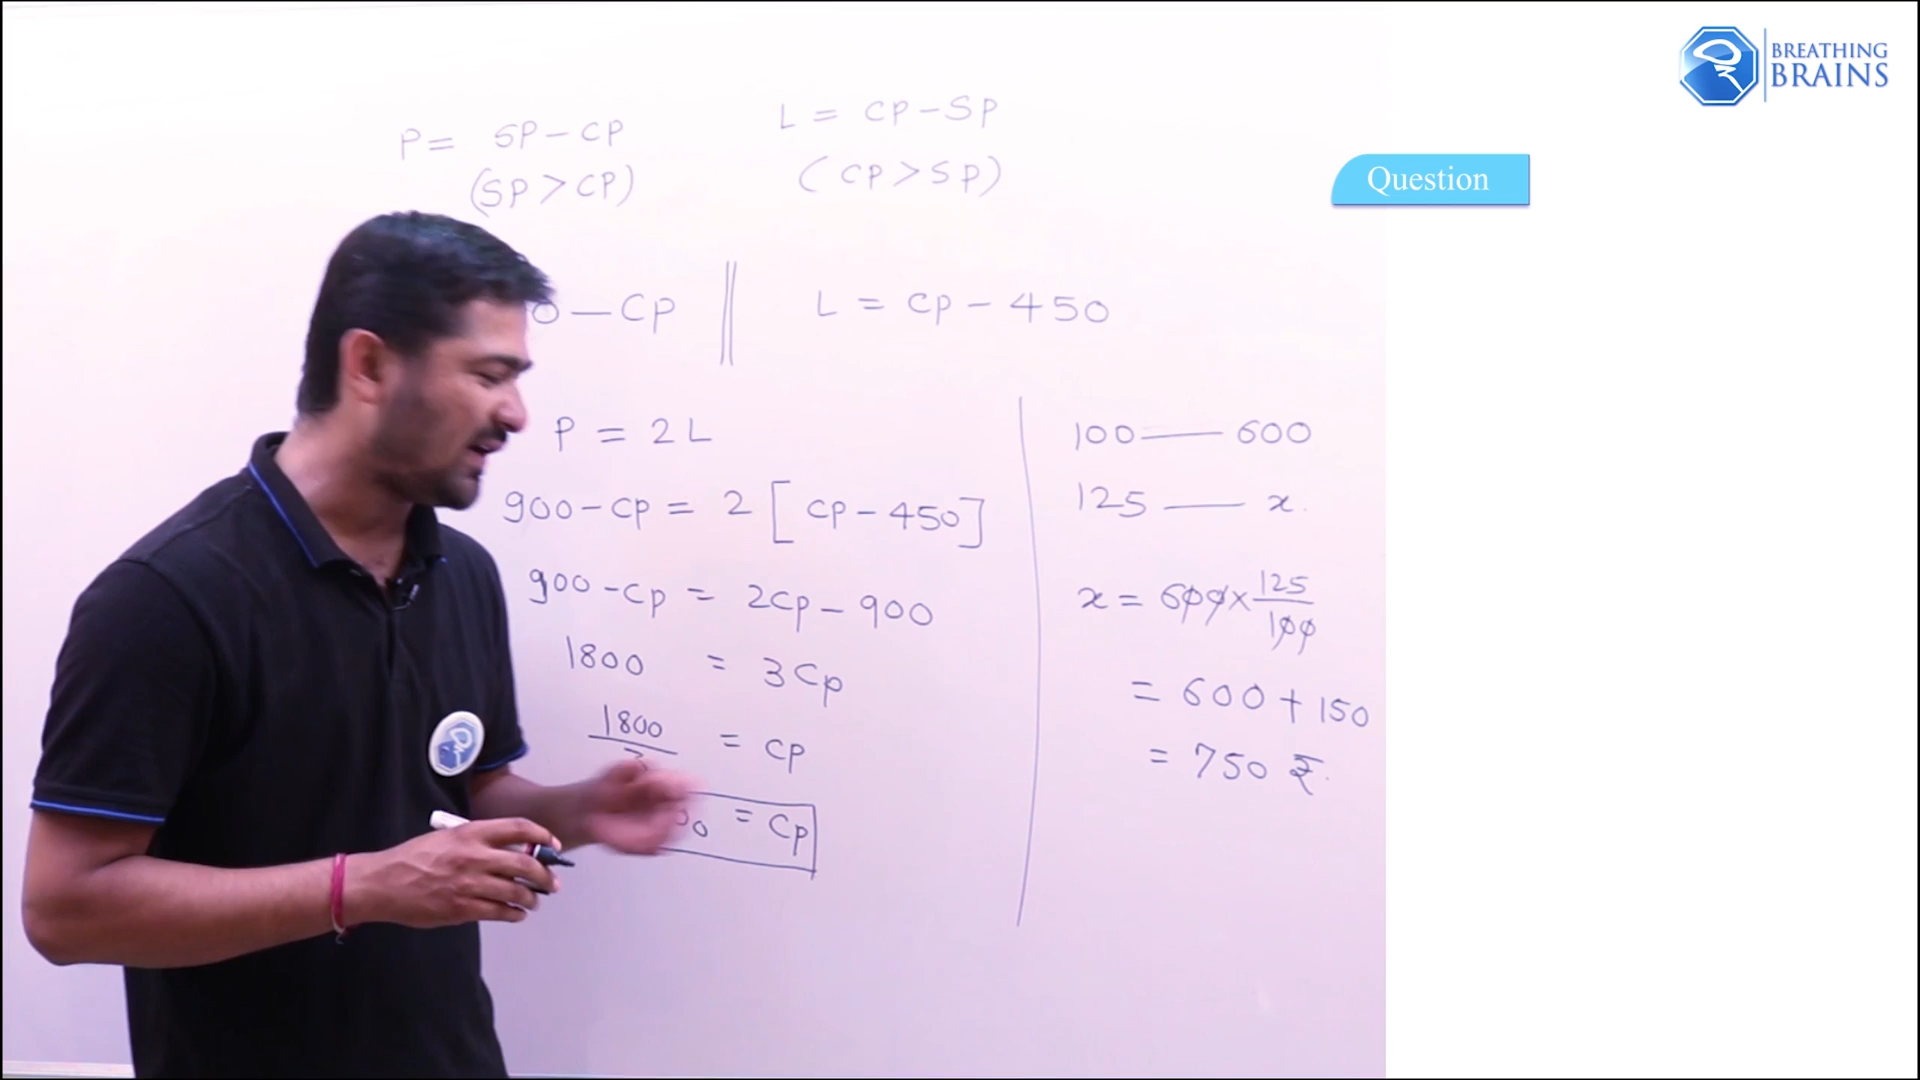 BREATHING
BRAINS
Question
P = SP - CP
(SP > CP)
L = CP - SP
(CP > SP)
0 - CP
L = CP - 450
P = 2L
900 - CP = 2 [CP - 450]
900 - CP = 2CP - 900
1800 = 3CP
1800/3 = CP
= CP
100 — 600
125 — x
x = 600 x 125/100
= 600 + 150
= 750 ₹